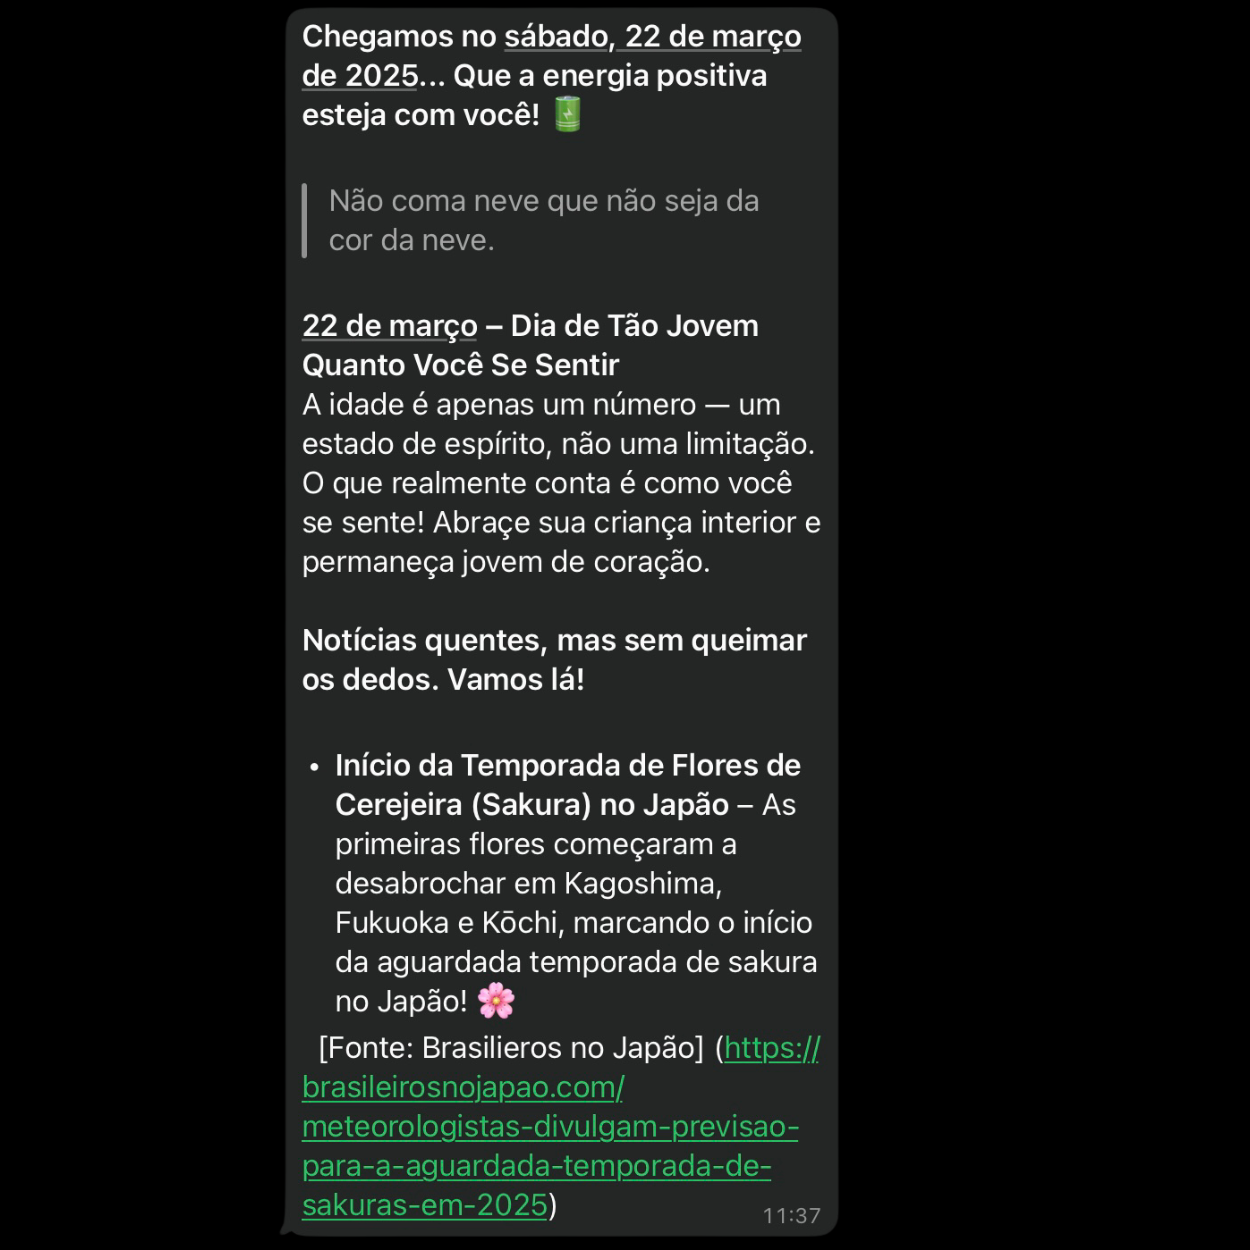 Chegamos no sábado, 22 de março
de 2025... Que a energia positiva
esteja com você! 🔋
Não coma neve que não seja da
cor da neve.
22 de março – Dia de Tão Jovem
Quanto Você Se Sentir
A idade é apenas um número — um
estado de espírito, não uma limitação.
O que realmente conta é como você
se sente! Abraçe sua criança interior e
permaneça jovem de coração.
Notícias quentes, mas sem queimar
os dedos. Vamos lá!
• Início da Temporada de Flores de
Cerejeira (Sakura) no Japão – As
primeiras flores começaram a
desabrochar em Kagoshima,
Fukuoka e Kōchi, marcando o início
da aguardada temporada de sakura
no Japão! 🌸
[Fonte: Brasilieros no Japão] (https://
brasileirosnojapao.com/
meteorologistas-divulgam-previsao-
para-a-aguardada-temporada-de-
sakuras-em-2025)
11:37